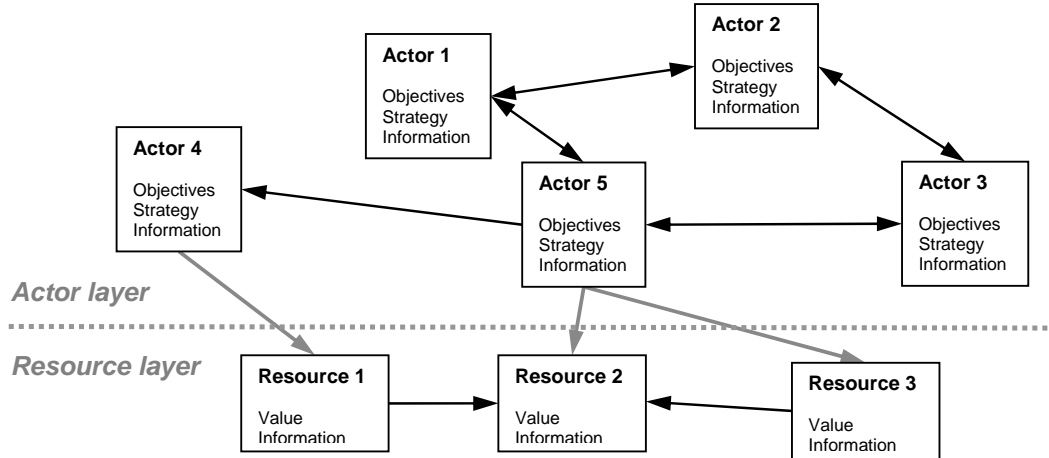 Actor 1
Objectives
Strategy
Information
Actor 2
Objectives
Strategy
Information
Actor 4
Objectives
Strategy
Information
Actor 5
Objectives
Strategy
Information
Actor 3
Objectives
Strategy
Information
Actor layer
Resource layer
Resource 1
Value
Information
Resource 2
Value
Information
Resource 3
Value
Information